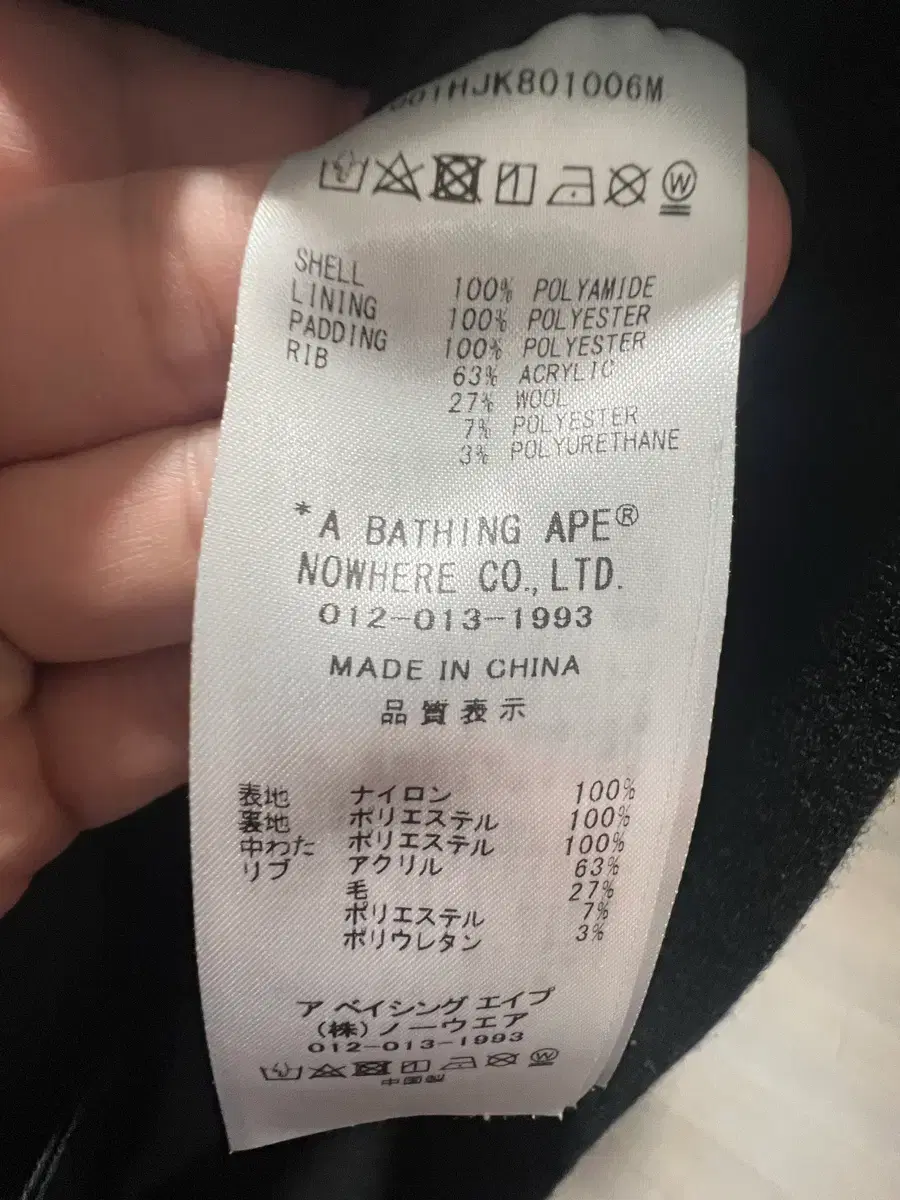 001HJK801006M
SHELL 100% POLYAMIDE
LINING 100% POLYESTER
PADDING 100% POLYESTER
RIB 63% ACRYLIC
27% WOOL
7% POLYESTER
3% POLYURETHANE
*A BATHING APE®
NOWHERE CO.,LTD.
012-013-1993
MADE IN CHINA
品質表示
表地 ナイロン 100%
裏地 ポリエステル 100%
中わた ポリエステル 100%
リブ アクリル 63%
毛 27%
ポリエステル 7%
ポリウレタン 3%
ア ベイシング エイプ
(株)ノーウエア
012-013-1993
中国製